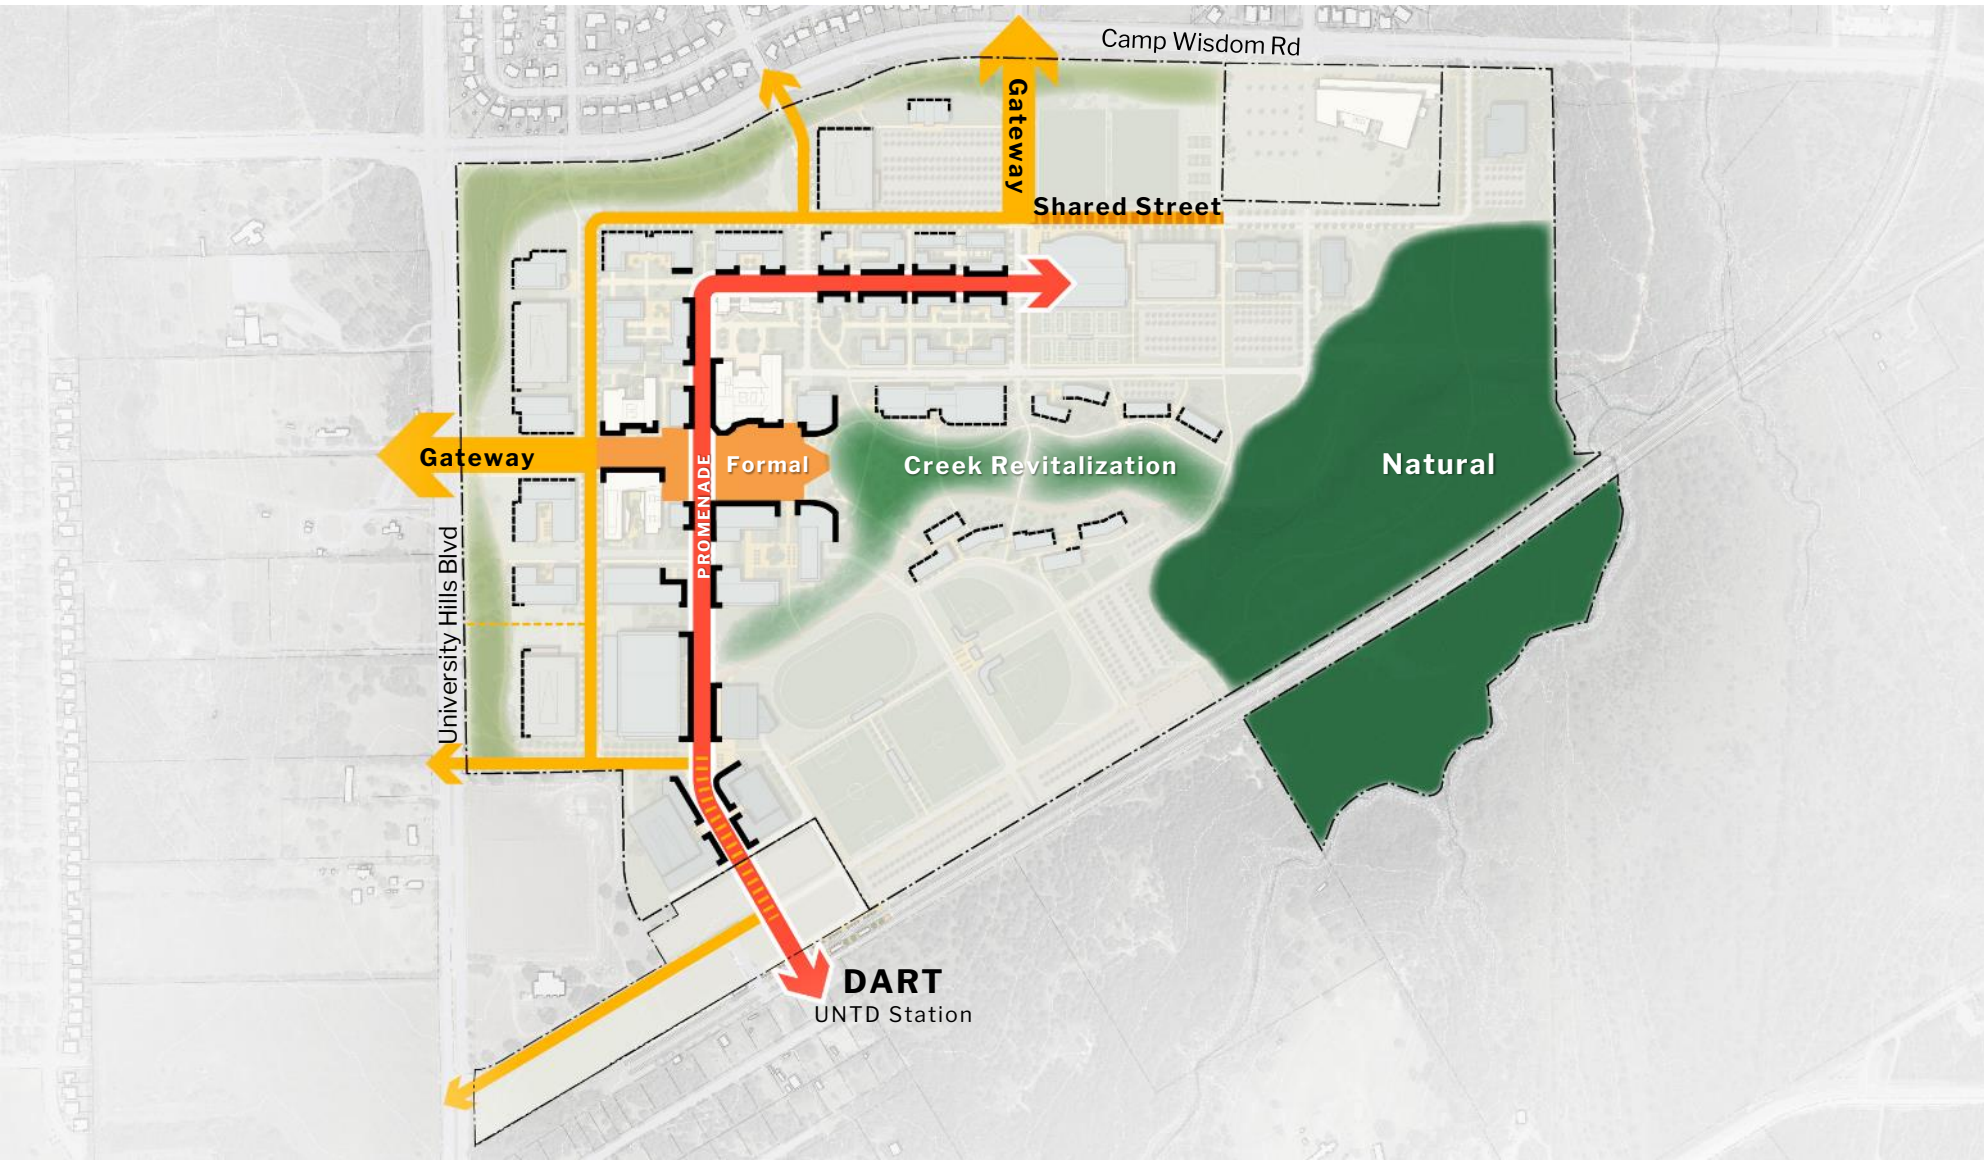 Camp Wisdom Rd
Gateway
Shared Street
Gateway
PROMENADE
Formal
Creek Revitalization
Natural
University Hills Blvd
DART
UNTD Station